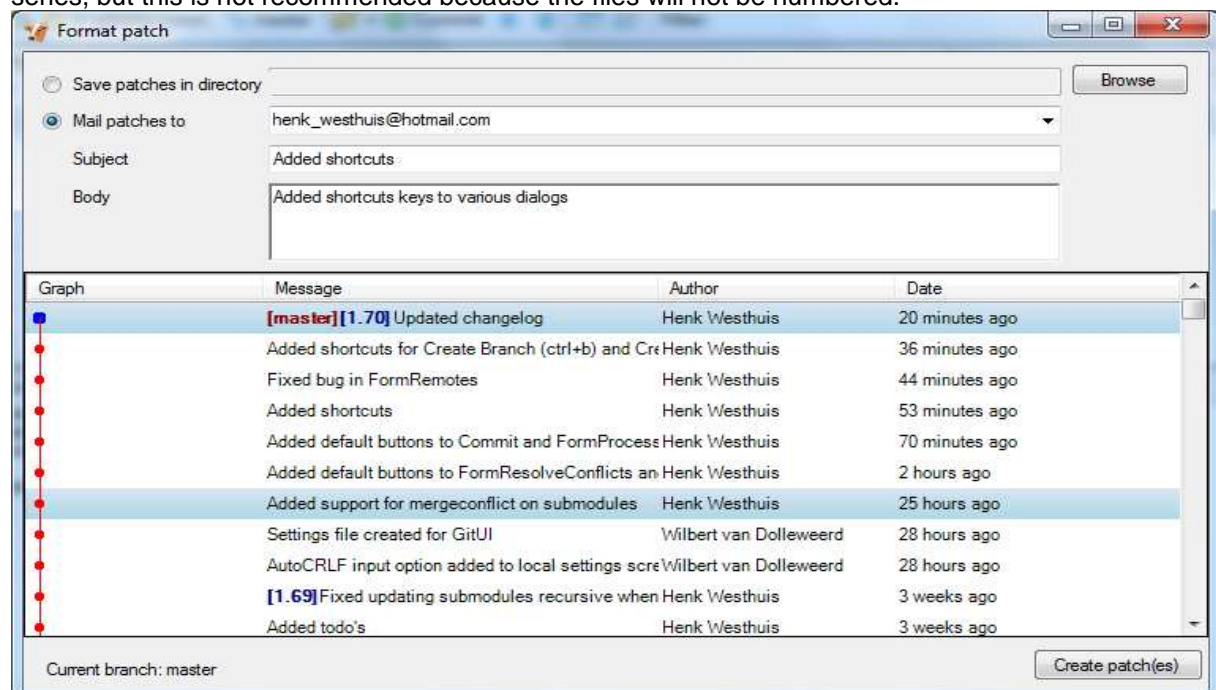 series, but this is not recommended because the files will not be numbered.
Format patch
Save patches in directory
Browse
Mail patches to henk_westhuis@hotmail.com
Subject Added shortcuts
Body Added shortcuts keys to various dialogs
Graph Message Author Date
[master][1.70] Updated changelog Henk Westhuis 20 minutes ago
Added shortcuts for Create Branch (ctrl+b) and Cre Henk Westhuis 36 minutes ago
Fixed bug in FormRemotes Henk Westhuis 44 minutes ago
Added shortcuts Henk Westhuis 53 minutes ago
Added default buttons to Commit and FormProcess Henk Westhuis 70 minutes ago
Added default buttons to FormResolveConflicts an Henk Westhuis 2 hours ago
Added support for mergeconflict on submodules Henk Westhuis 25 hours ago
Settings file created for GitUI Wilbert van Dolleweerd 28 hours ago
AutoCRLF input option added to local settings scre Wilbert van Dolleweerd 28 hours ago
[1.69] Fixed updating submodules recursive when Henk Westhuis 3 weeks ago
Added todo's Henk Westhuis 3 weeks ago
Current branch: master
Create patch(es)